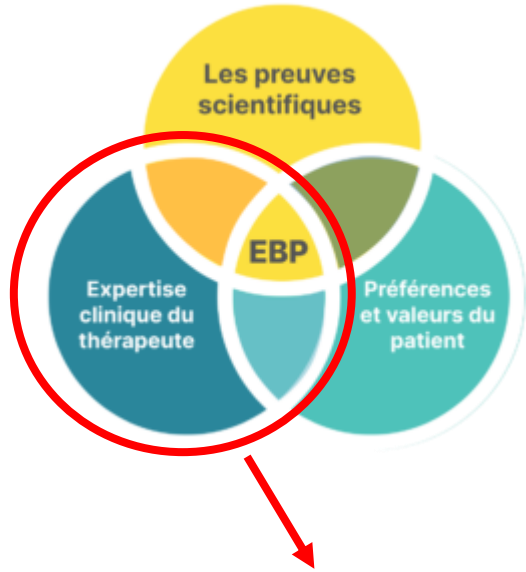 Les preuves
scientifiques
EBP
Expertise
clinique du
thérapeute
Préférences
et valeurs du
patient